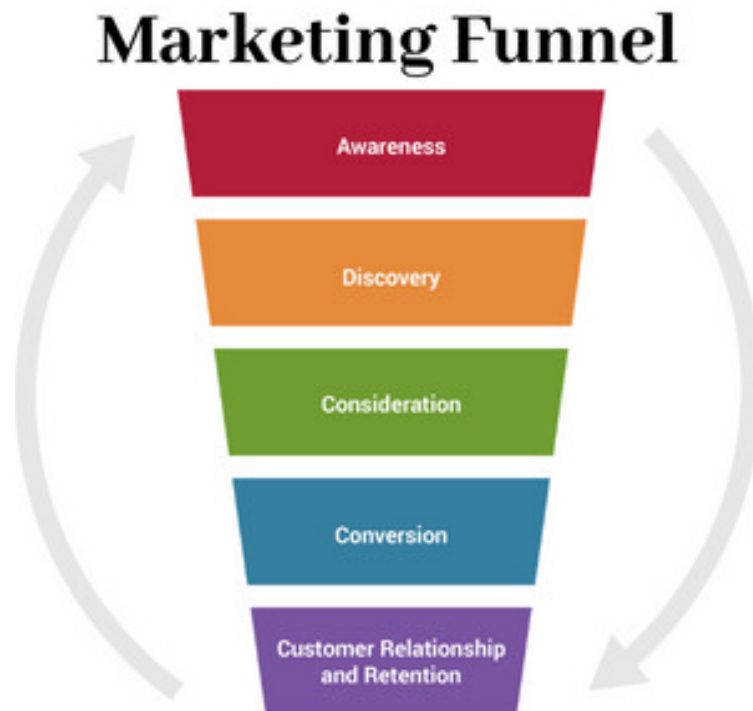 Marketing Funnel
Awareness
Discovery
Consideration
Conversion
Customer Relationship
and Retention